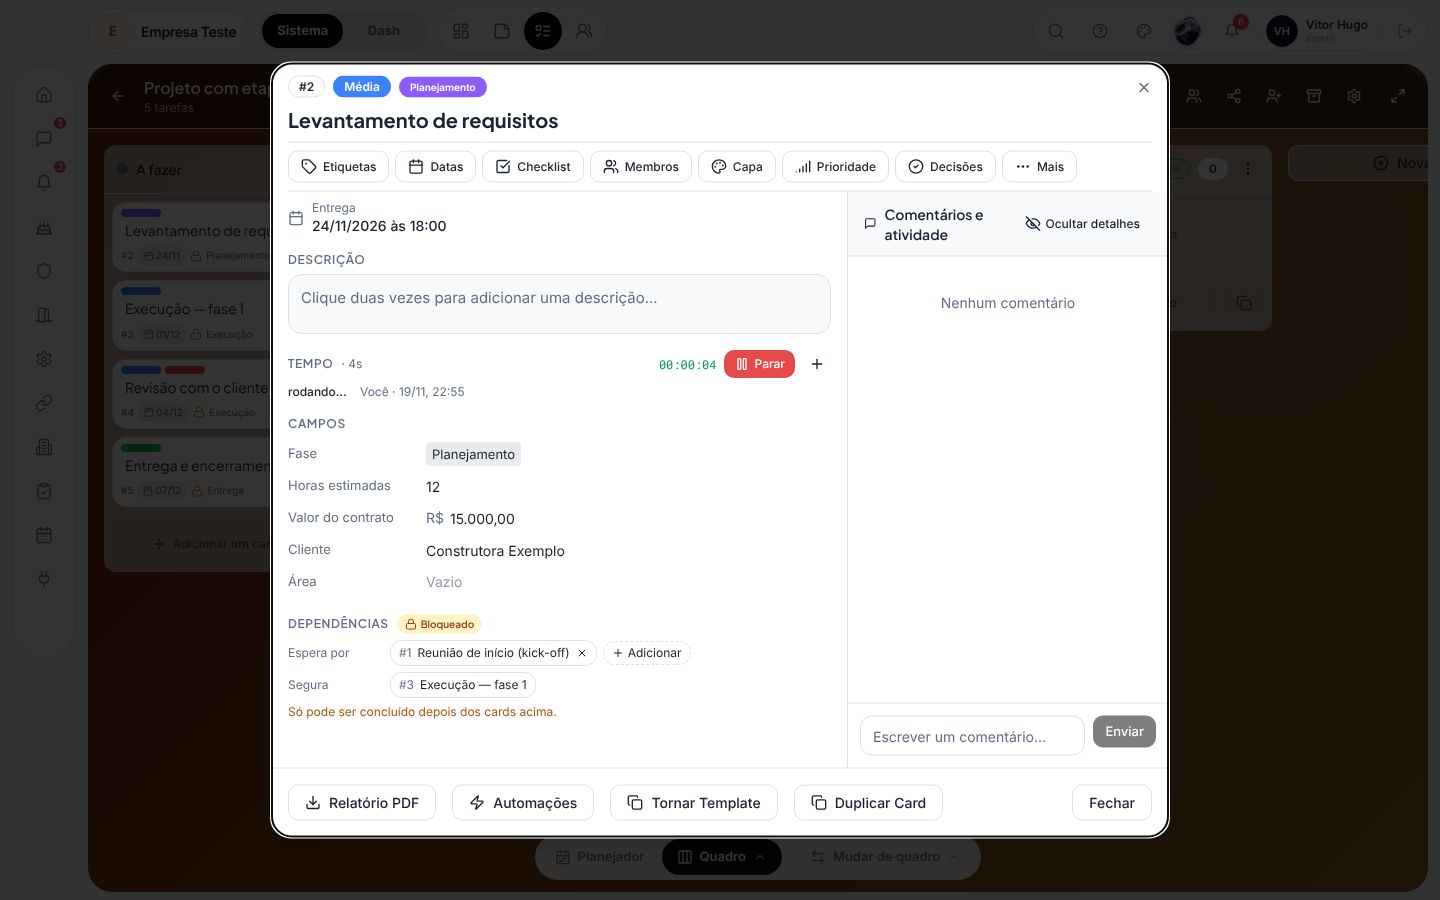 E Empresa Teste Sistema Dash 6 VH Vitor Hugo
admin
3
3
Projeto com eta
5 tarefas
A fazer
Levantamento de requ
#2 24/11 Planejamento
Execução — fase 1
#3 01/12 Execução
Revisão com o cliente
#4 04/12 Execução
Entrega e encerramen
#5 07/12 Entrega
+ Adicionar um car
#2 Média Planejamento
Levantamento de requisitos
Etiquetas Datas Checklist Membros Capa Prioridade Decisões Mais
Entrega
24/11/2026 às 18:00
DESCRIÇÃO
Clique duas vezes para adicionar uma descrição...
TEMPO · 4s 00:00:04 Parar +
rodando... Você · 19/11, 22:55
CAMPOS
Fase Planejamento
Horas estimadas 12
Valor do contrato R$ 15.000,00
Cliente Construtora Exemplo
Área Vazio
DEPENDÊNCIAS Bloqueado
Espera por #1 Reunião de início (kick-off) × + Adicionar
Segura #3 Execução — fase 1
Só pode ser concluído depois dos cards acima.
Comentários e
atividade
Ocultar detalhes
Nenhum comentário
Escrever um comentário...
Enviar
Relatório PDF Automações Tornar Template Duplicar Card Fechar
0
Nova
Planejador Quadro Mudar de quadro